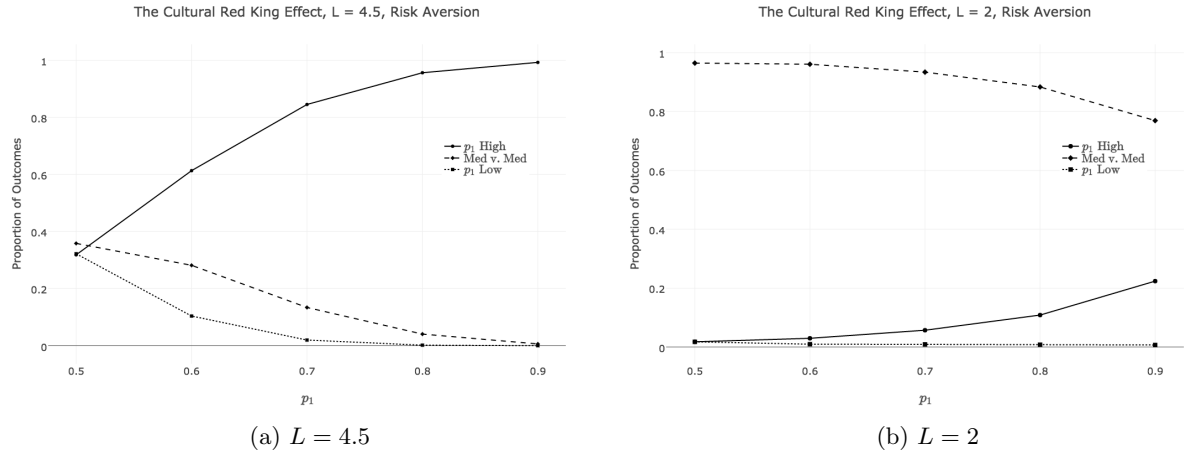 The Cultural Red King Effect, L = 4.5, Risk Aversion
Proportion of Outcomes
1
0.8
0.6
0.4
0.2
0
0.5 0.6 0.7 0.8 0.9
p₁
p₁ High
Med v. Med
p₁ Low
(a) L = 4.5
The Cultural Red King Effect, L = 2, Risk Aversion
Proportion of Outcomes
1
0.8
0.6
0.4
0.2
0
0.5 0.6 0.7 0.8 0.9
p₁
p₁ High
Med v. Med
p₁ Low
(b) L = 2